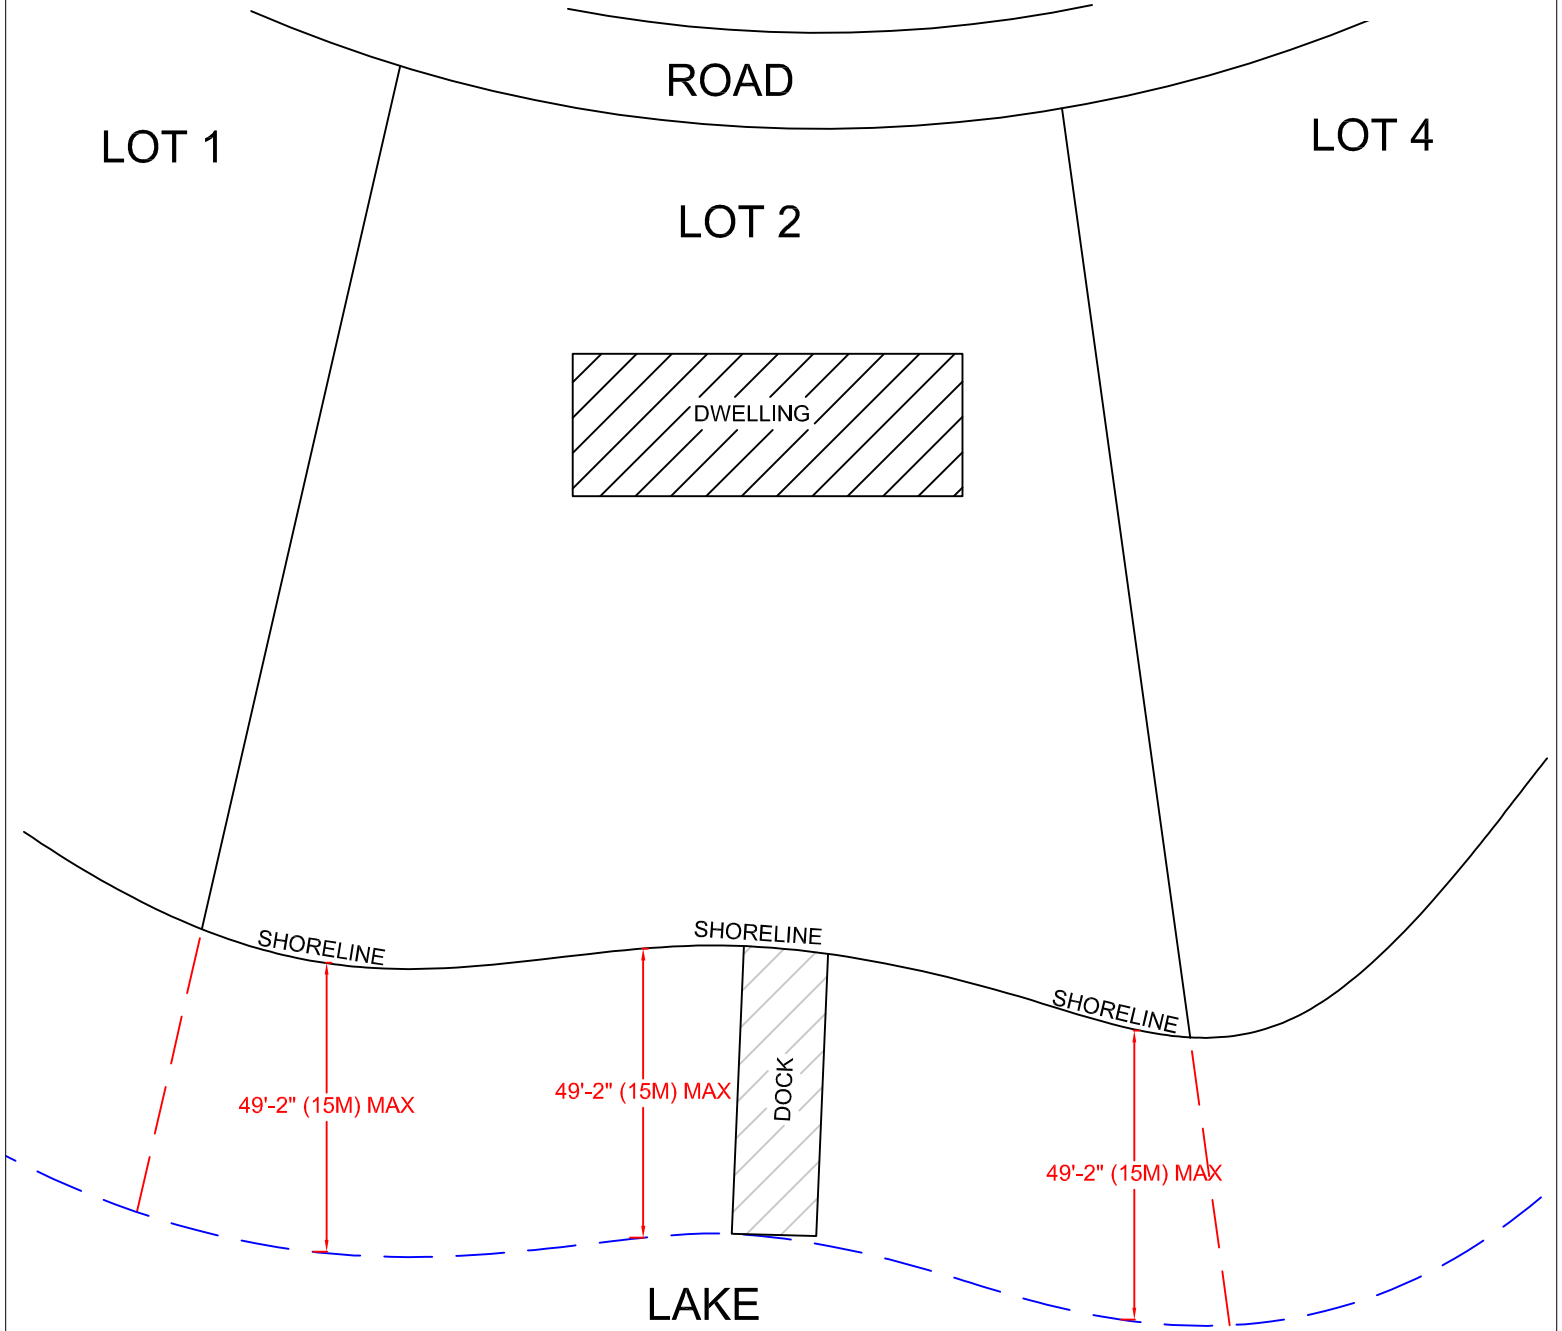 ROAD
LOT 1
LOT 4
LOT 2
DWELLING
SHORELINE
SHORELINE
SHORELINE
49'-2" (15M) MAX
49'-2" (15M) MAX
DOCK
49'-2" (15M) MAX
LAKE